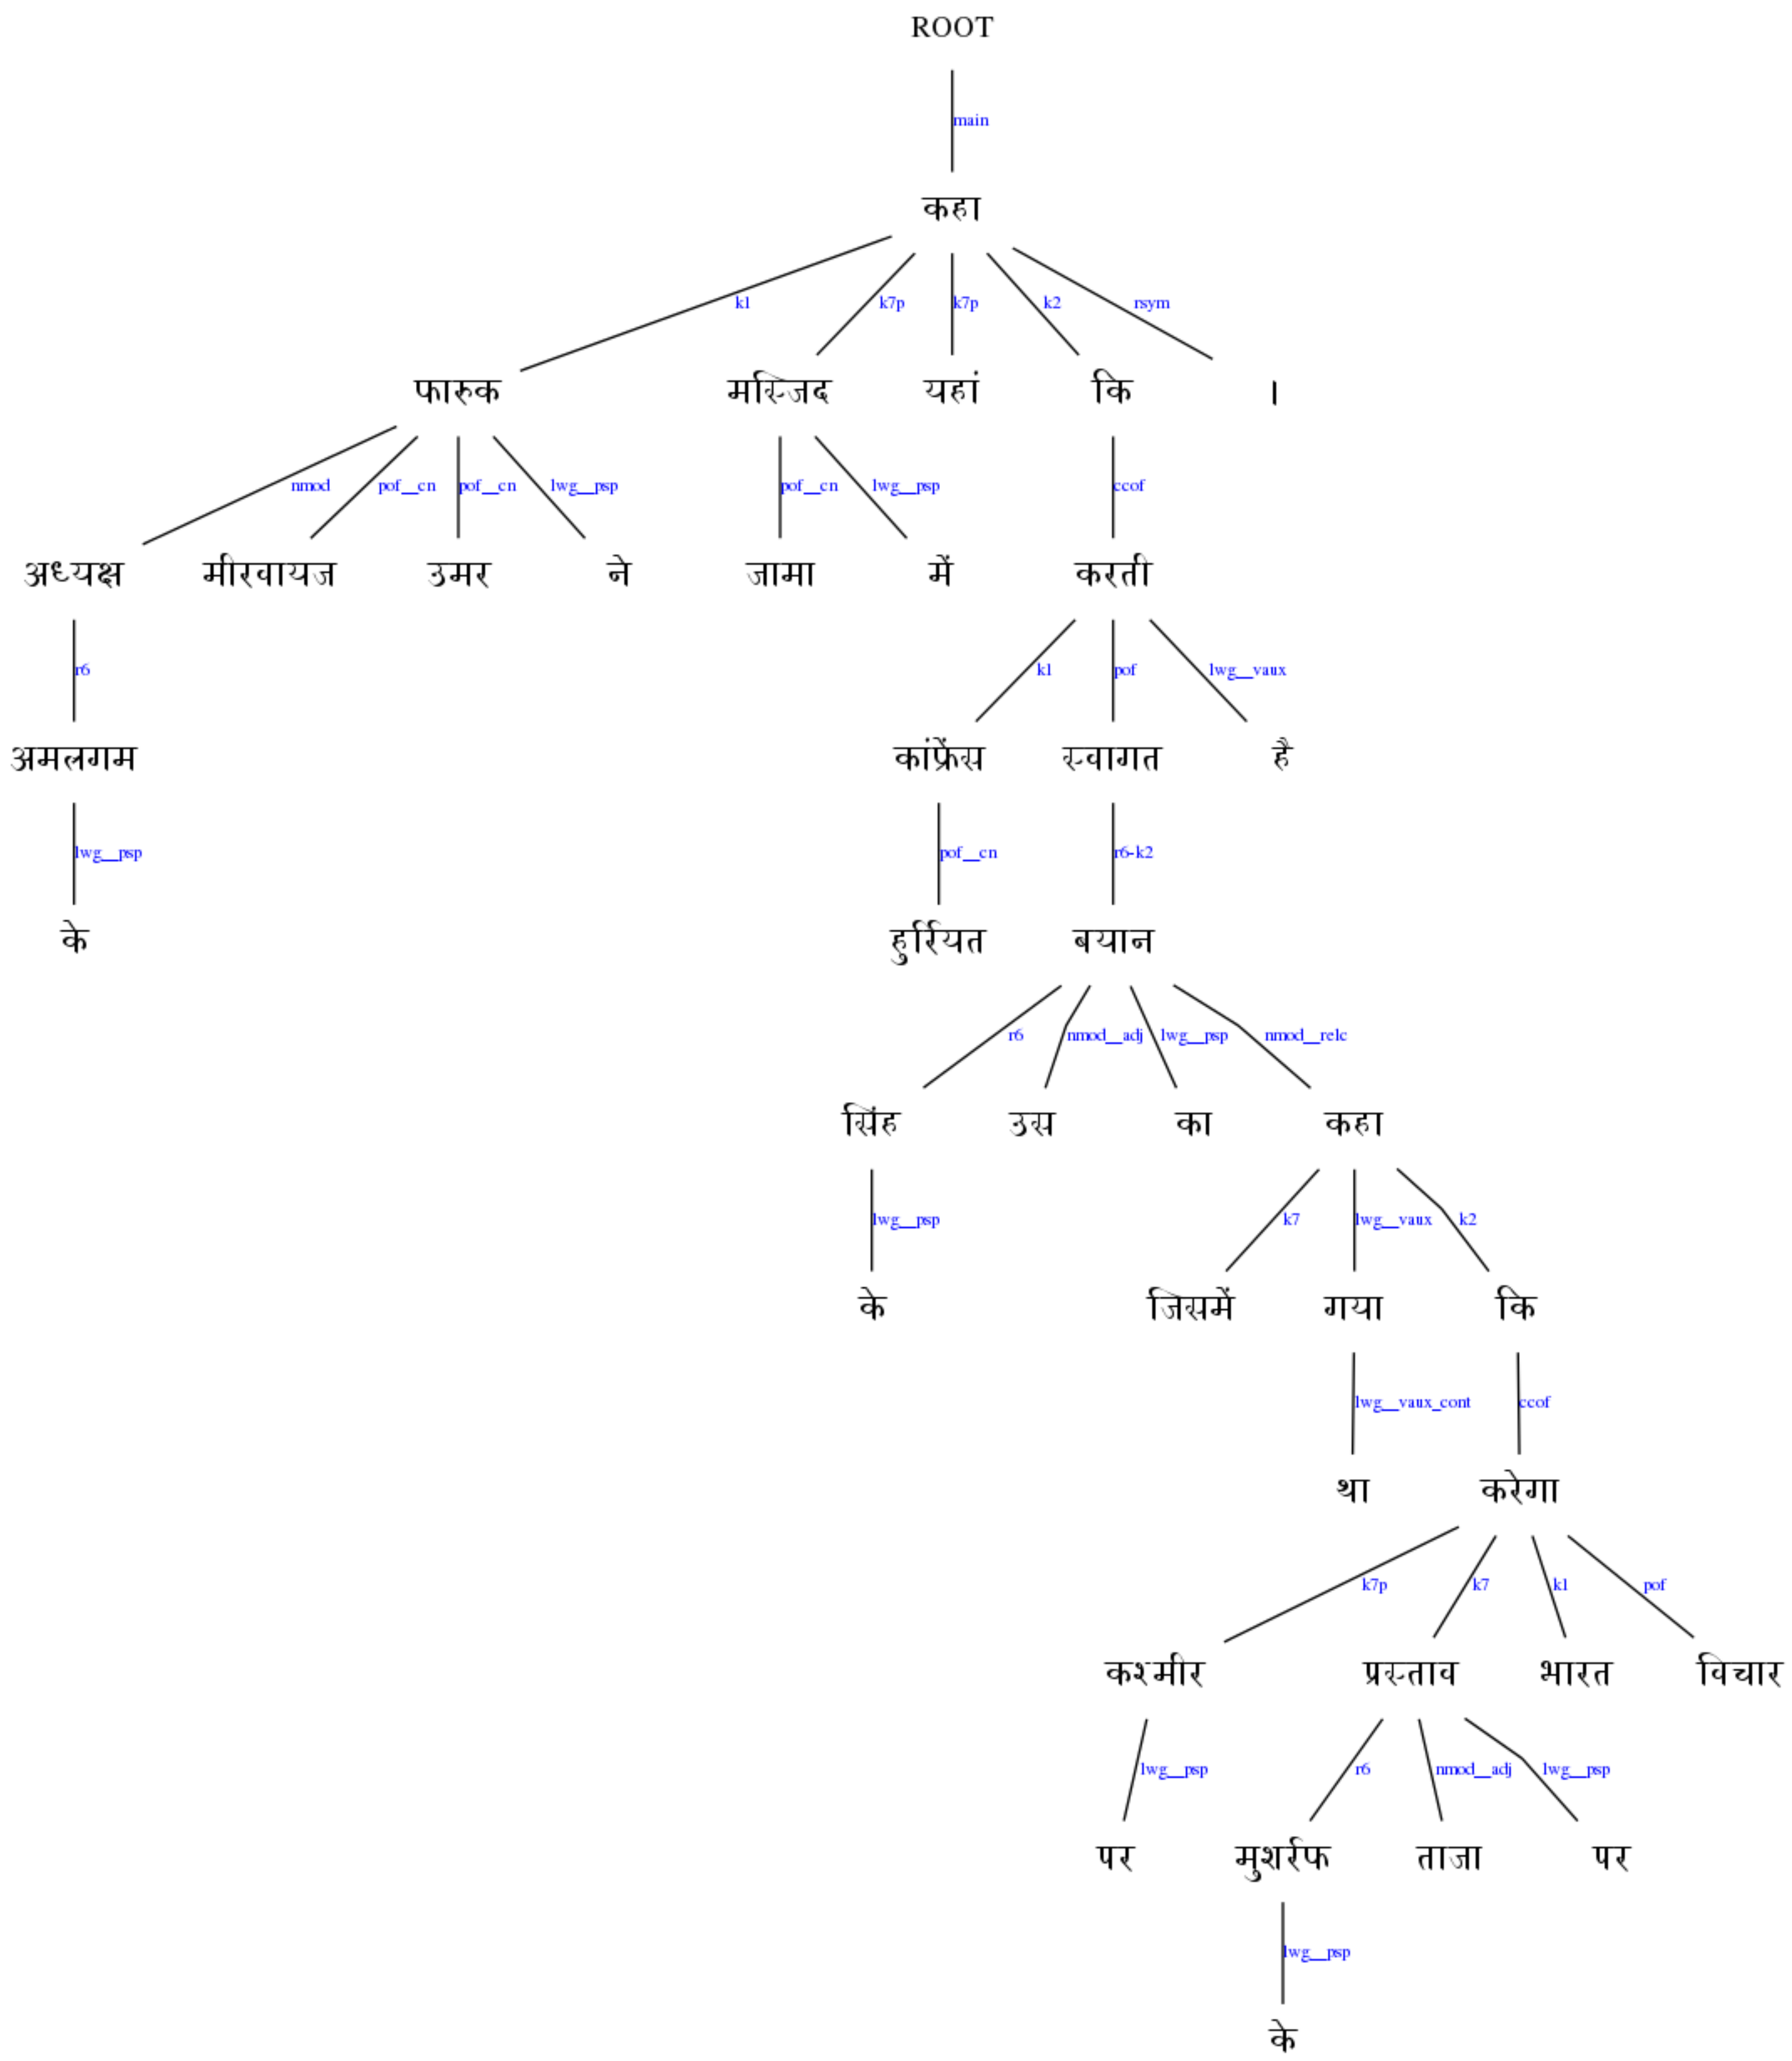 ROOT
main
कहा
k1 k7p k7p k2 rsym
फारुक मस्जिद यहां कि ।
nmod pof__cn pof__cn lwg__psp pof__cn lwg__psp ccof
अध्यक्ष मीरवायज उमर ने जामा में करती
r6 k1 pof lwg__vaux
अमलगम कांफ्रेंस स्वागत है
lwg__psp pof__cn r6-k2
के हुर्रियत बयान
r6 nmod__adj lwg__psp nmod__relc
सिंह उस का कहा
lwg__psp k7 lwg__vaux k2
के जिसमें गया कि
lwg__vaux_cont ccof
था करेगा
k7p k7 k1 pof
कश्मीर प्रस्ताव भारत विचार
lwg__psp r6 nmod__adj lwg__psp
पर मुशर्रफ ताजा पर
lwg__psp
के